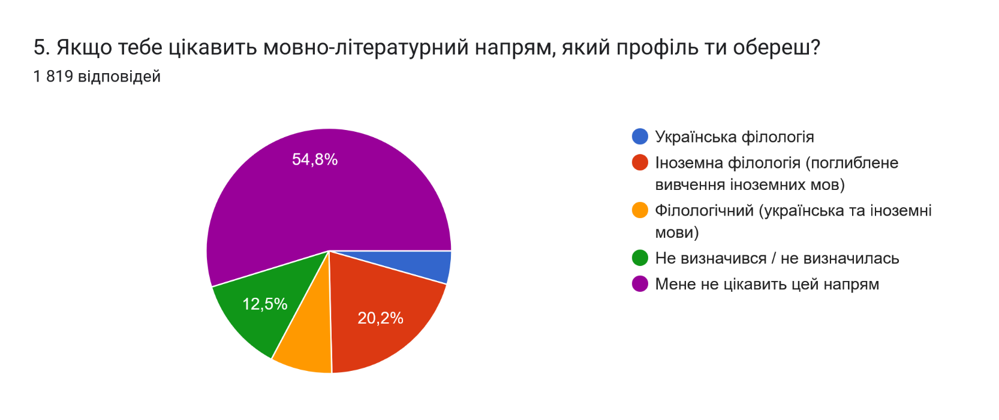 5. Якщо тебе цікавить мовно-літературний напрям, який профіль ти обереш?
1 819 відповідей
54,8%
12,5%
20,2%
Українська філологія
Іноземна філологія (поглиблене
вивчення іноземних мов)
Філологічний (українська та іноземні
мови)
Не визначився / не визначилась
Мене не цікавить цей напрям